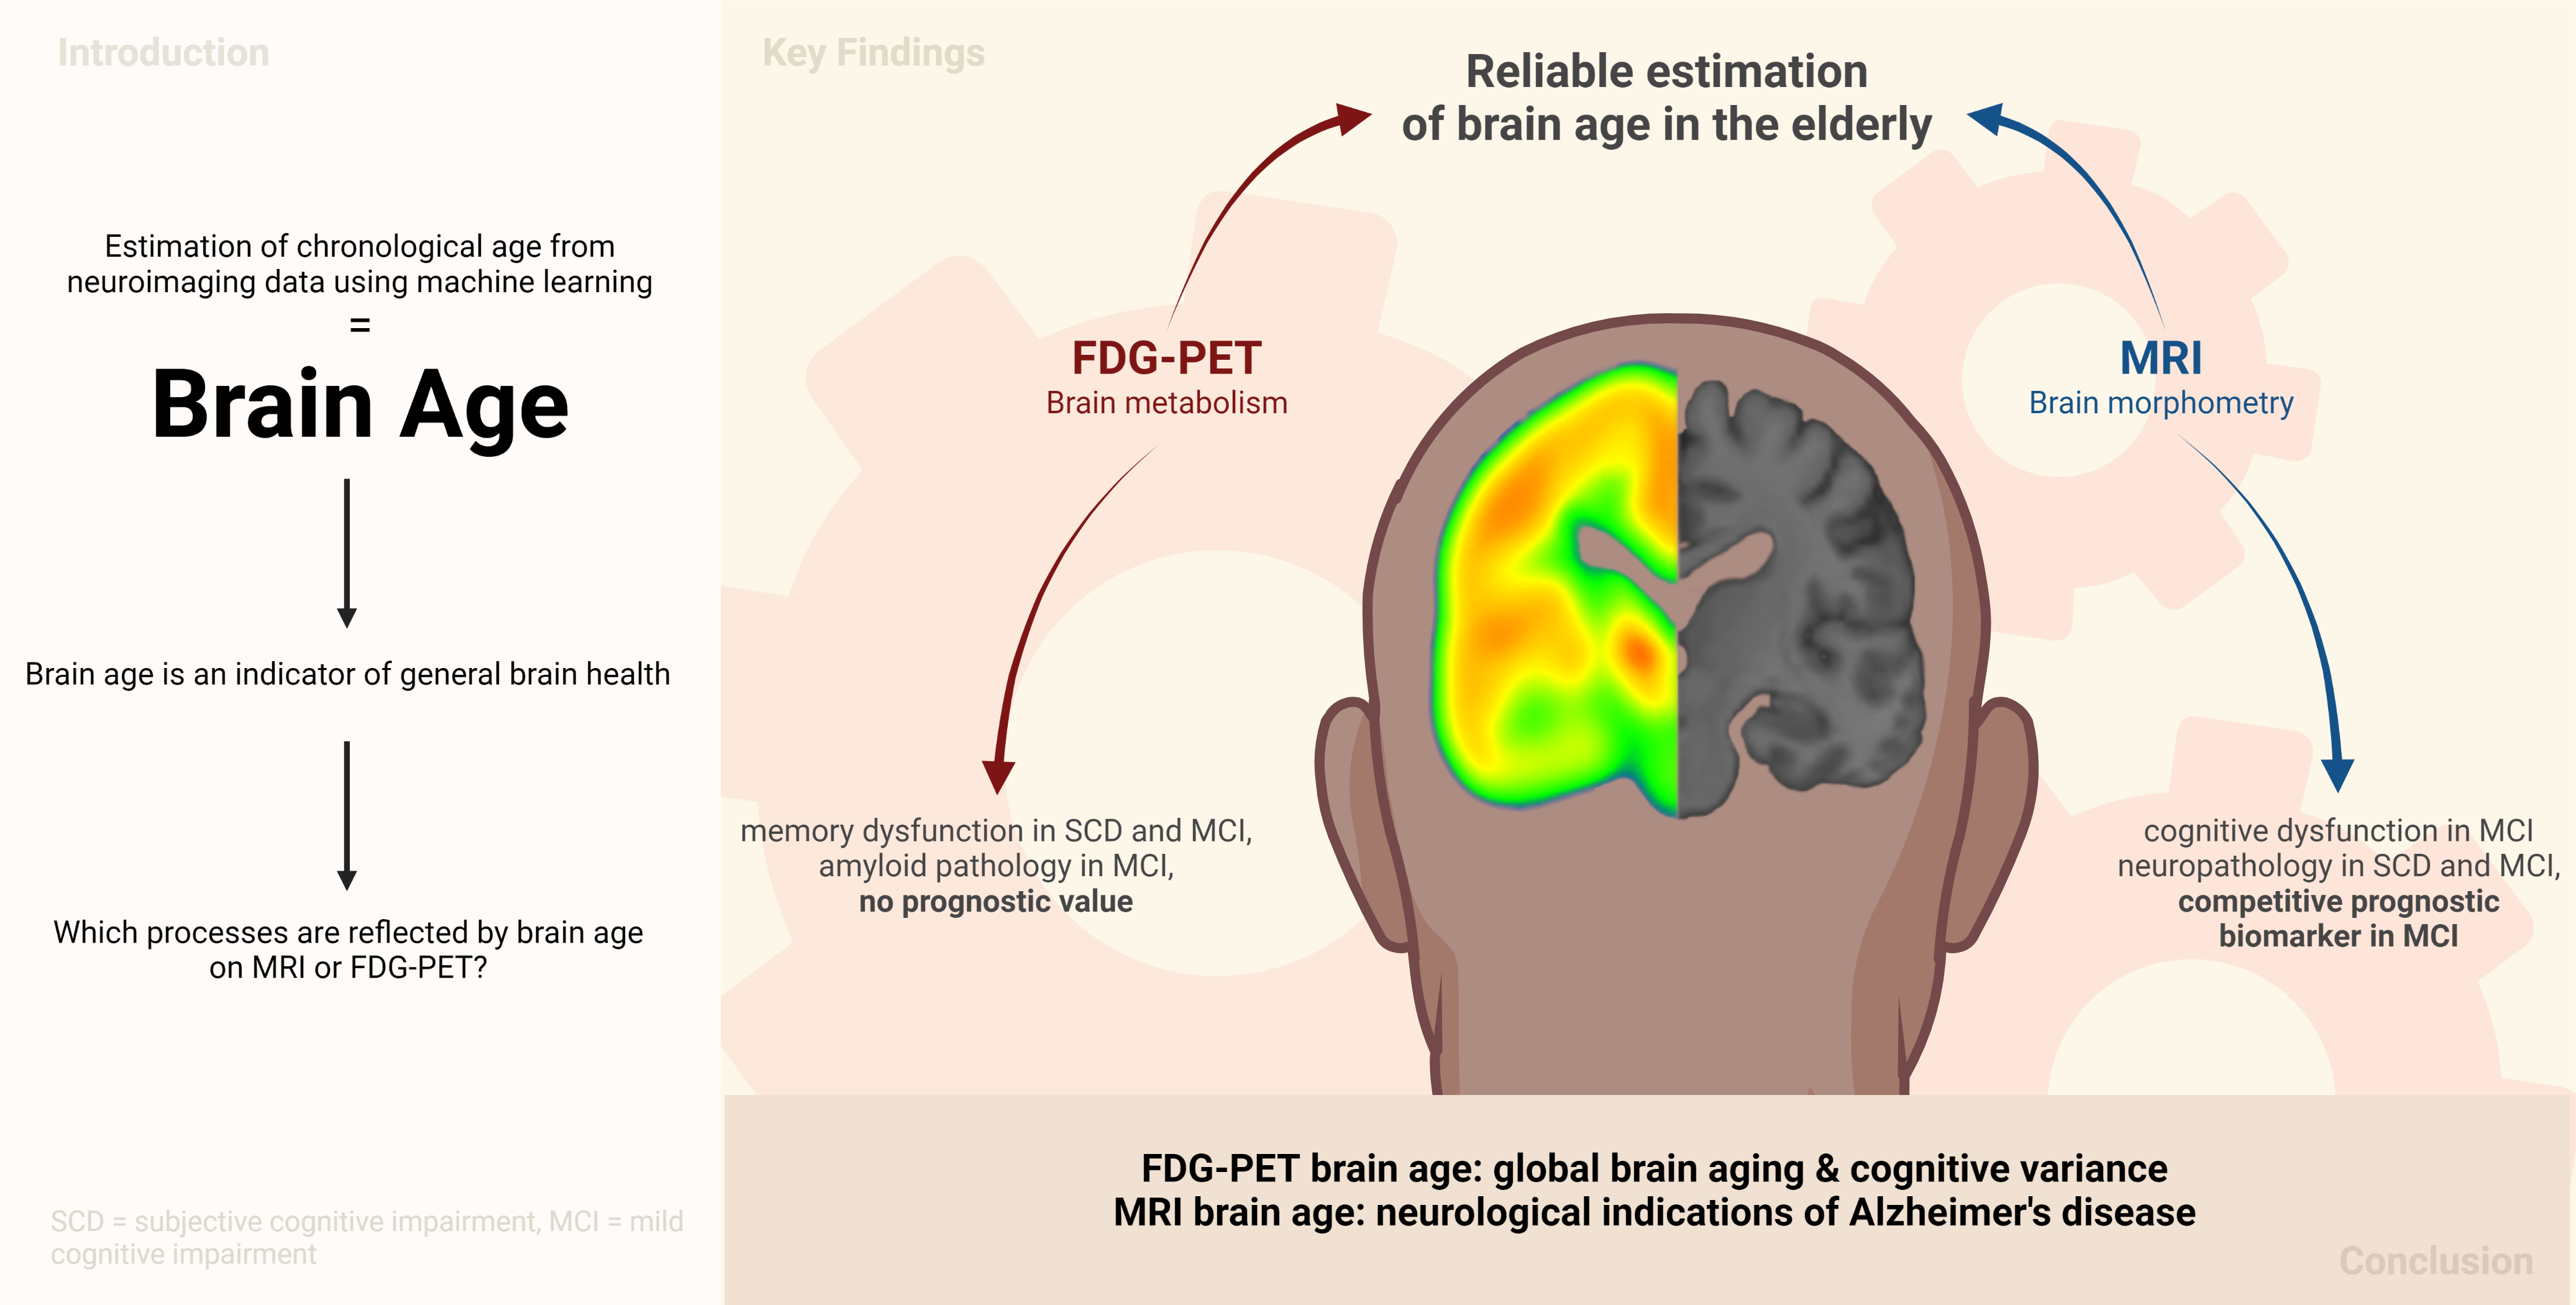 Introduction
Estimation of chronological age from
neuroimaging data using machine learning
=
Brain Age
Brain age is an indicator of general brain health
Which processes are reflected by brain age
on MRI or FDG-PET?
SCD = subjective cognitive impairment, MCI = mild
cognitive impairment
Key Findings
Reliable estimation
of brain age in the elderly
FDG-PET
Brain metabolism
memory dysfunction in SCD and MCI,
amyloid pathology in MCI,
no prognostic value
MRI
Brain morphometry
cognitive dysfunction in MCI
neuropathology in SCD and MCI,
competitive prognostic
biomarker in MCI
FDG-PET brain age: global brain aging & cognitive variance
MRI brain age: neurological indications of Alzheimer's disease
Conclusion